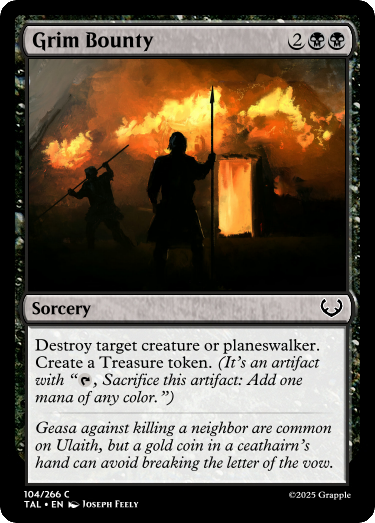 Grim Bounty 2
Sorcery
Destroy target creature or planeswalker.
Create a Treasure token. (It's an artifact
with “, Sacrifice this artifact: Add one
mana of any color.”)
Geasa against killing a neighbor are common
on Ulaith, but a gold coin in a ceathairn's
hand can avoid breaking the letter of the vow.
104/266 C
TAL • EN Joseph Feely
©2025 Grapple